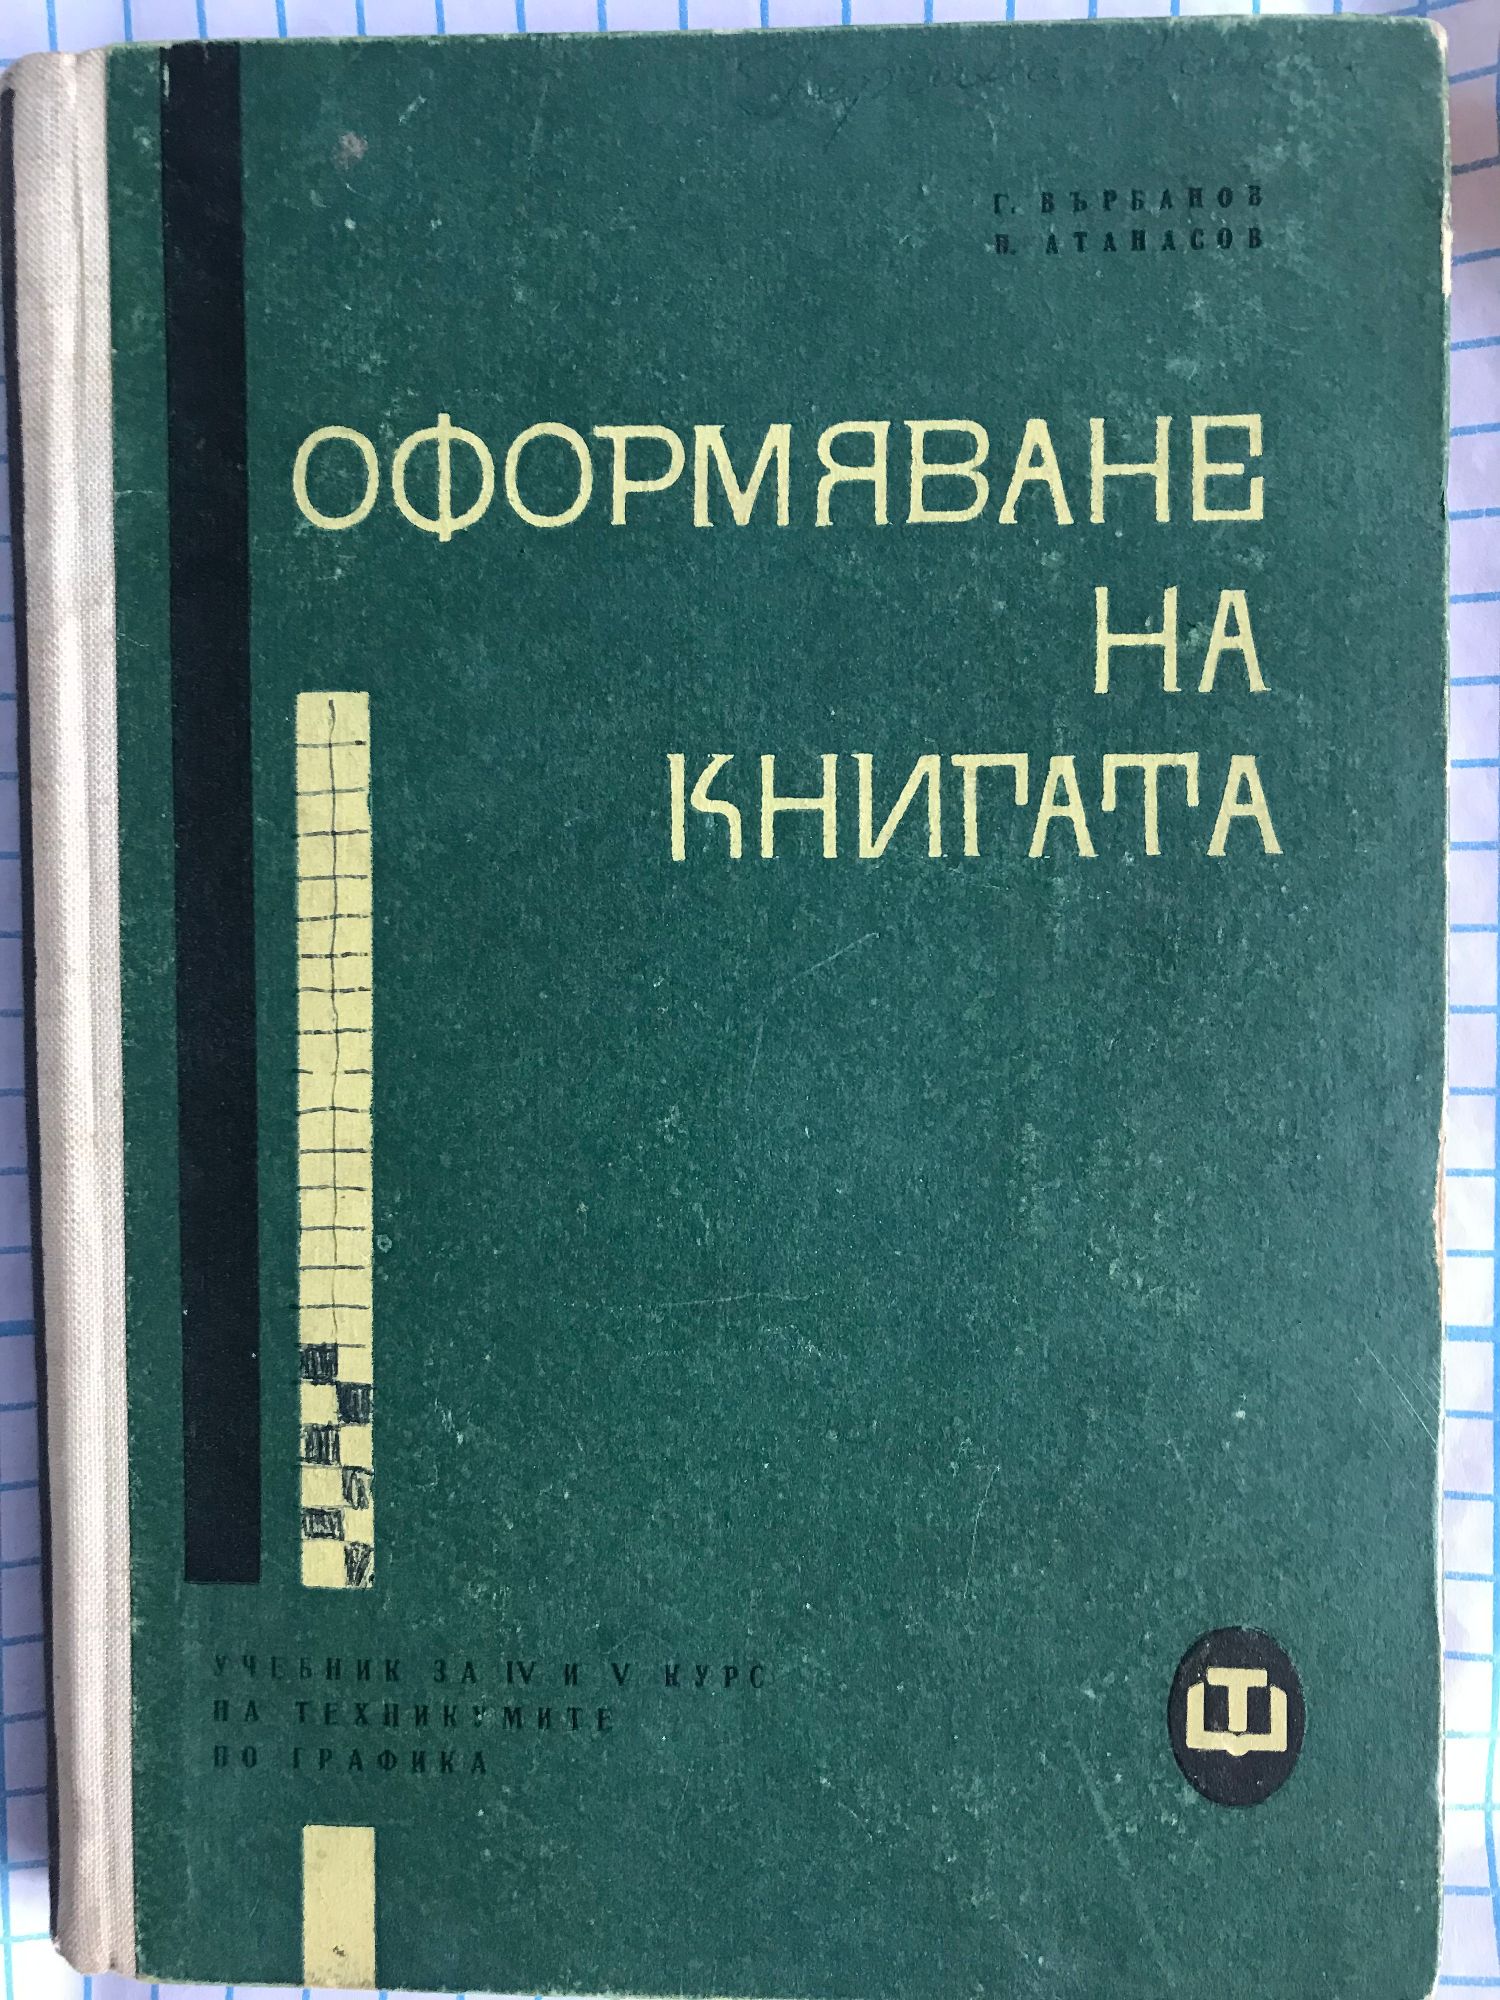 Г. ВЪРБАНОВ
П. АТАНАСОВ
ОФОРМЯВАНЕ
НА
КНИГАТА
УЧЕБНИК ЗА IV И V КУРС
НА ТЕХНИКУМИТЕ
ПО ГРАФИКА
Т